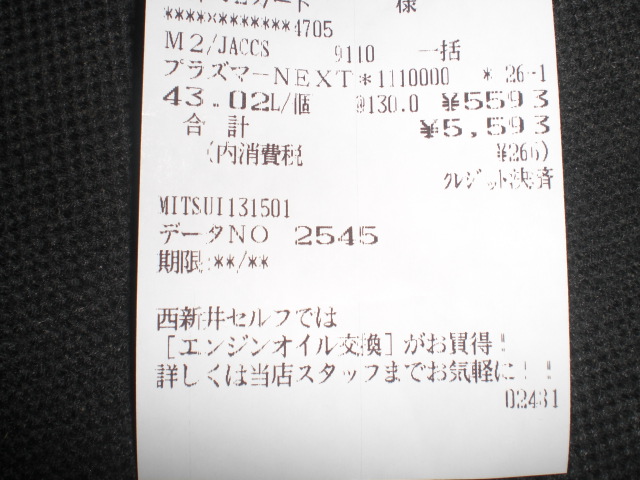 カード 様
****×*******4705
M2/JACCS 9110 一括
プラズマーNEXT*1110000 * 26-1
43.02L/個 @130.0 ¥5593
合 計 ¥5,593
(内消費税 ¥266)
クレジット決済
MITSUI131501
データNO 2545
期限:**/**
西新井セルフでは
[エンジンオイル交換]がお買得!
詳しくは当店スタッフまでお気軽に!!
02431